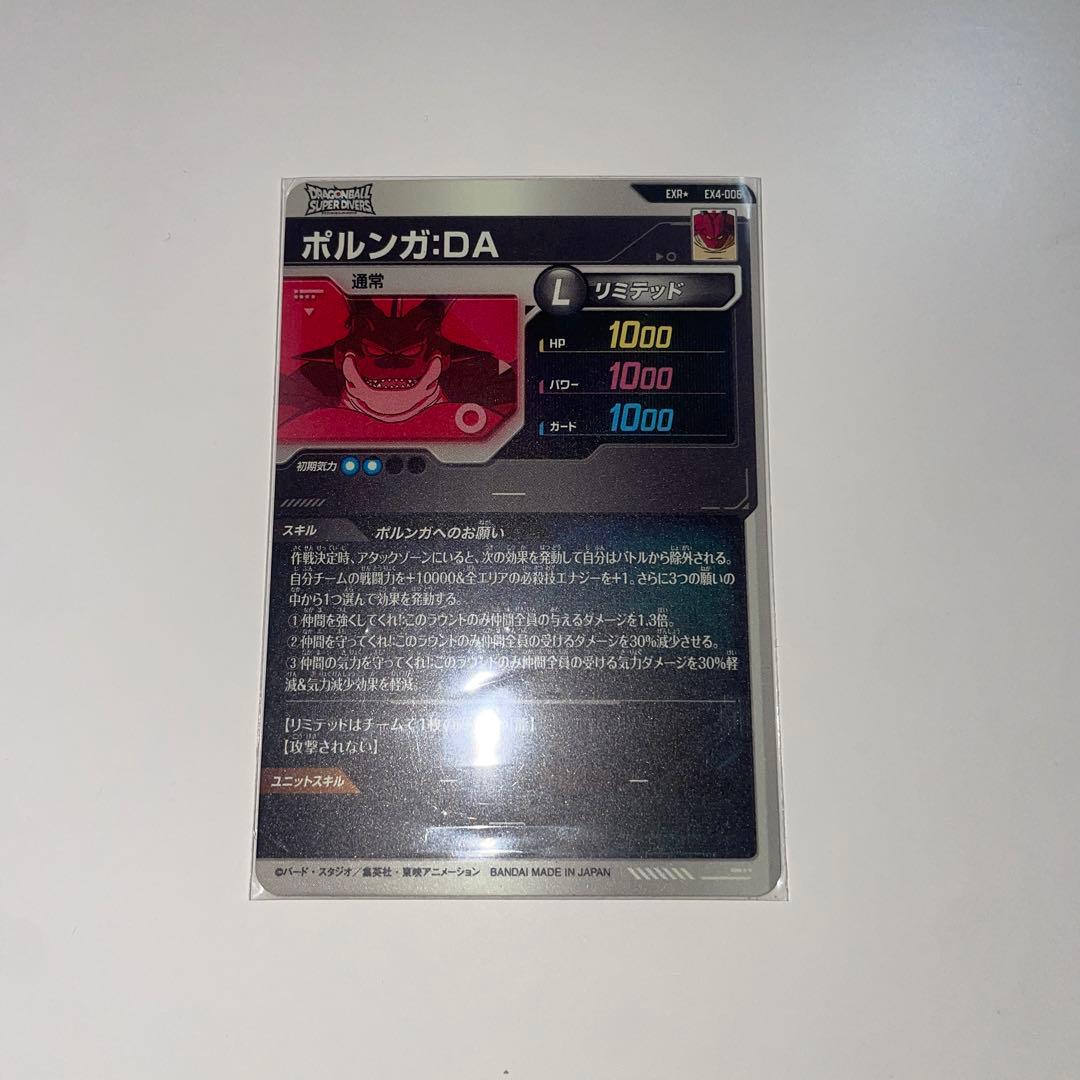 DRAGONBALL
SUPER DIVERS
EXR★ EX4-006
ポルンガ:DA
通常
L リミテッド
HP 1000
パワー 1000
ガード 1000
初期気力
スキル ポルンガへのお願い
作戦決定時、アタックゾーンにいると、次の効果を発動して自分はバトルから除外される。
自分チームの戦闘力を+10000&全エリアの必殺技エナジーを+1。さらに3つの願いの
中から1つ選んで効果を発動する。
①仲間を強くしてくれ!:このラウンドのみ仲間全員の与えるダメージを1.3倍。
②仲間を守ってくれ!:このラウンドのみ仲間全員の受けるダメージを30%減少させる。
③仲間の気力を守ってくれ!:このラウンドのみ仲間全員の受ける気力ダメージを30%軽
減&気力減少効果を軽減。
【リミテッドはチームで1枚
【攻撃されない】
ユニットスキル
©バード・スタジオ／集英社・東映アニメーション BANDAI MADE IN JAPAN